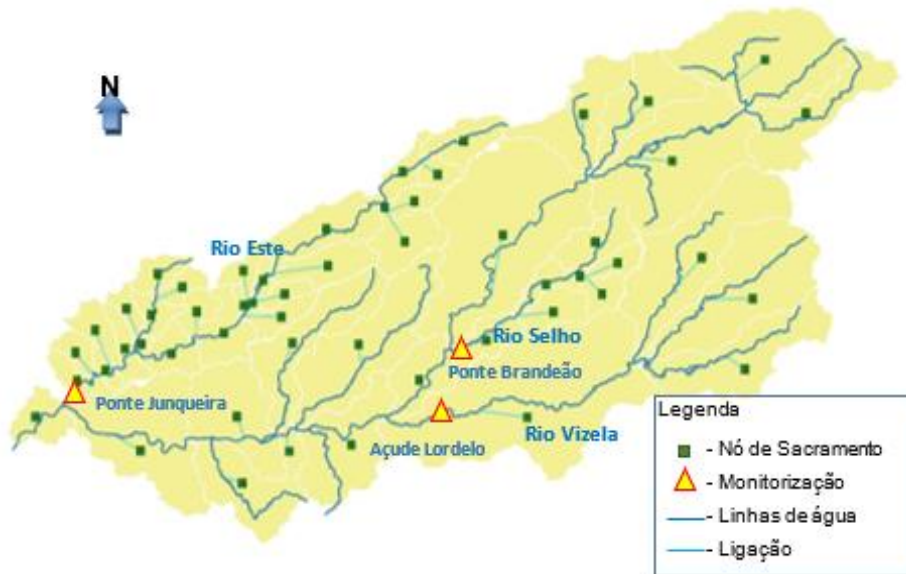 N
Rio Este
Rio Selho
Ponte Brandeão
Ponte Junqueira
Açude Lordelo
Rio Vizela
Legenda
- Nó de Sacramento
- Monitorização
- Linhas de água
- Ligação